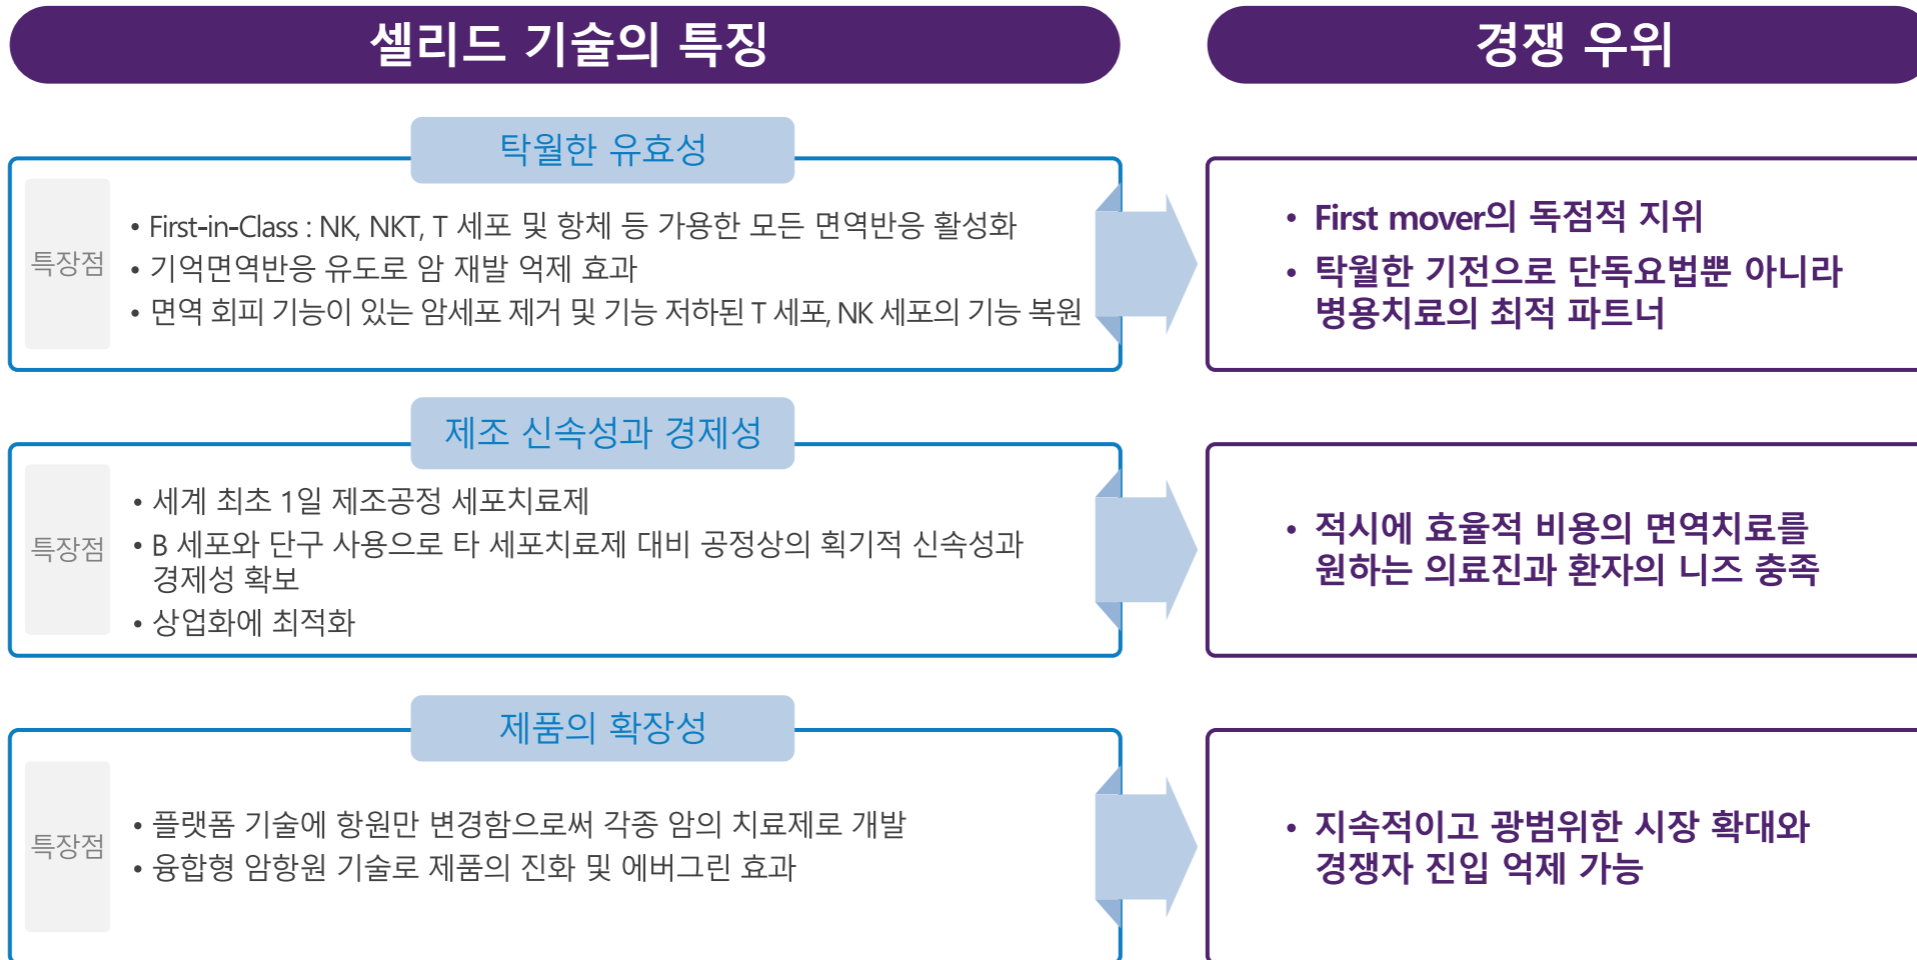 셀리드 기술의 특징
경쟁 우위
탁월한 유효성
특장점
• First-in-Class : NK, NKT, T 세포 및 항체 등 가용한 모든 면역반응 활성화
• 기억면역반응 유도로 암 재발 억제 효과
• 면역 회피 기능이 있는 암세포 제거 및 기능 저하된 T 세포, NK 세포의 기능 복원
• First mover의 독점적 지위
• 탁월한 기전으로 단독요법뿐 아니라
병용치료의 최적 파트너
제조 신속성과 경제성
특장점
• 세계 최초 1일 제조공정 세포치료제
• B 세포와 단구 사용으로 타 세포치료제 대비 공정상의 획기적 신속성과
경제성 확보
• 상업화에 최적화
• 적시에 효율적 비용의 면역치료를
원하는 의료진과 환자의 니즈 충족
제품의 확장성
특장점
• 플랫폼 기술에 항원만 변경함으로써 각종 암의 치료제로 개발
• 융합형 암항원 기술로 제품의 진화 및 에버그린 효과
• 지속적이고 광범위한 시장 확대와
경쟁자 진입 억제 가능